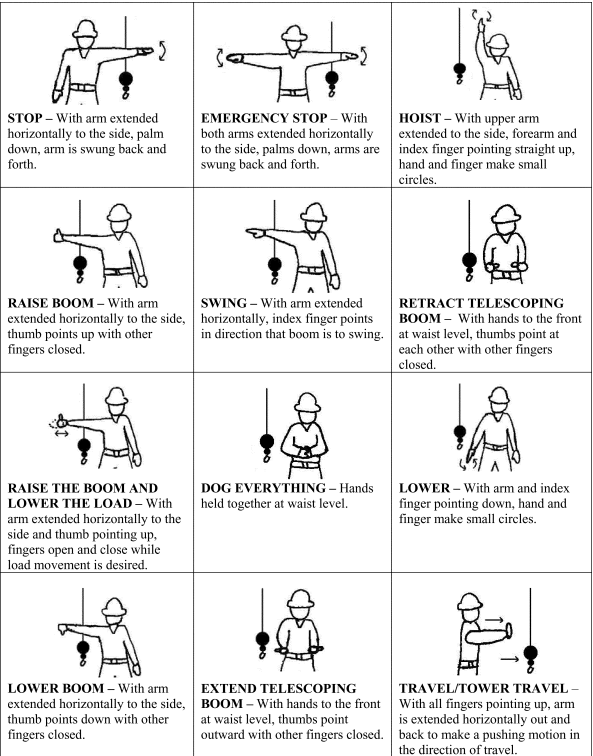 STOP – With arm extended
horizontally to the side, palm
down, arm is swung back and
forth.
EMERGENCY STOP – With
both arms extended horizontally
to the side, palms down, arms are
swung back and forth.
HOIST – With upper arm
extended to the side, forearm and
index finger pointing straight up,
hand and finger make small
circles.
RAISE BOOM – With arm
extended horizontally to the side,
thumb points up with other
fingers closed.
SWING – With arm extended
horizontally, index finger points
in direction that boom is to swing.
RETRACT TELESCOPING
BOOM – With hands to the front
at waist level, thumbs point at
each other with other fingers
closed.
RAISE THE BOOM AND
LOWER THE LOAD – With
arm extended horizontally to the
side and thumb pointing up,
fingers open and close while
load movement is desired.
DOG EVERYTHING – Hands
held together at waist level.
LOWER – With arm and index
finger pointing down, hand and
finger make small circles.
LOWER BOOM – With arm
extended horizontally to the side,
thumb points down with other
fingers closed.
EXTEND TELESCOPING
BOOM – With hands to the front
at waist level, thumbs point
outward with other fingers closed.
TRAVEL/TOWER TRAVEL –
With all fingers pointing up, arm
is extended horizontally out and
back to make a pushing motion in
the direction of travel.